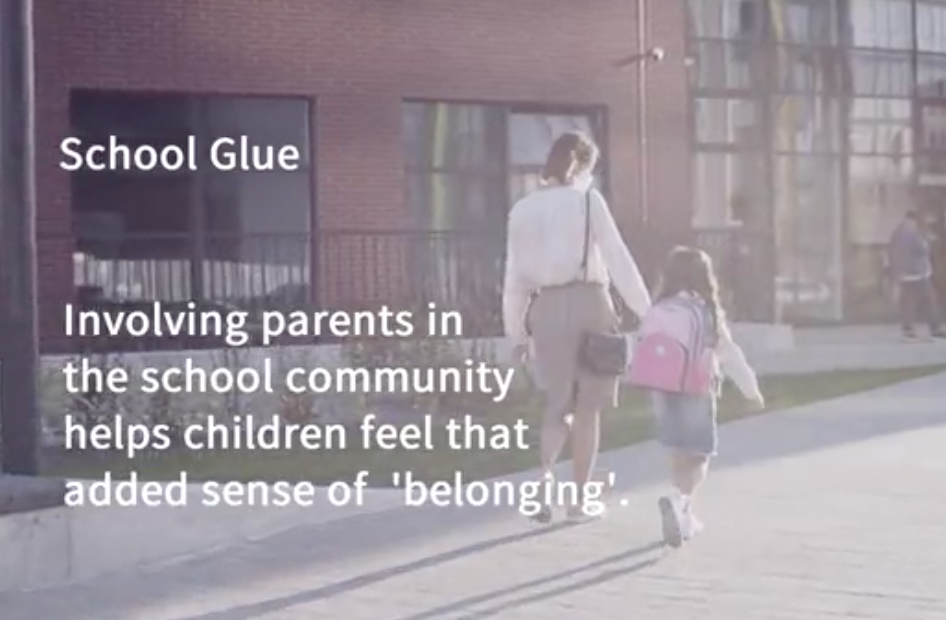 School Glue
Involving parents in
the school community
helps children feel that
added sense of  'belonging'.